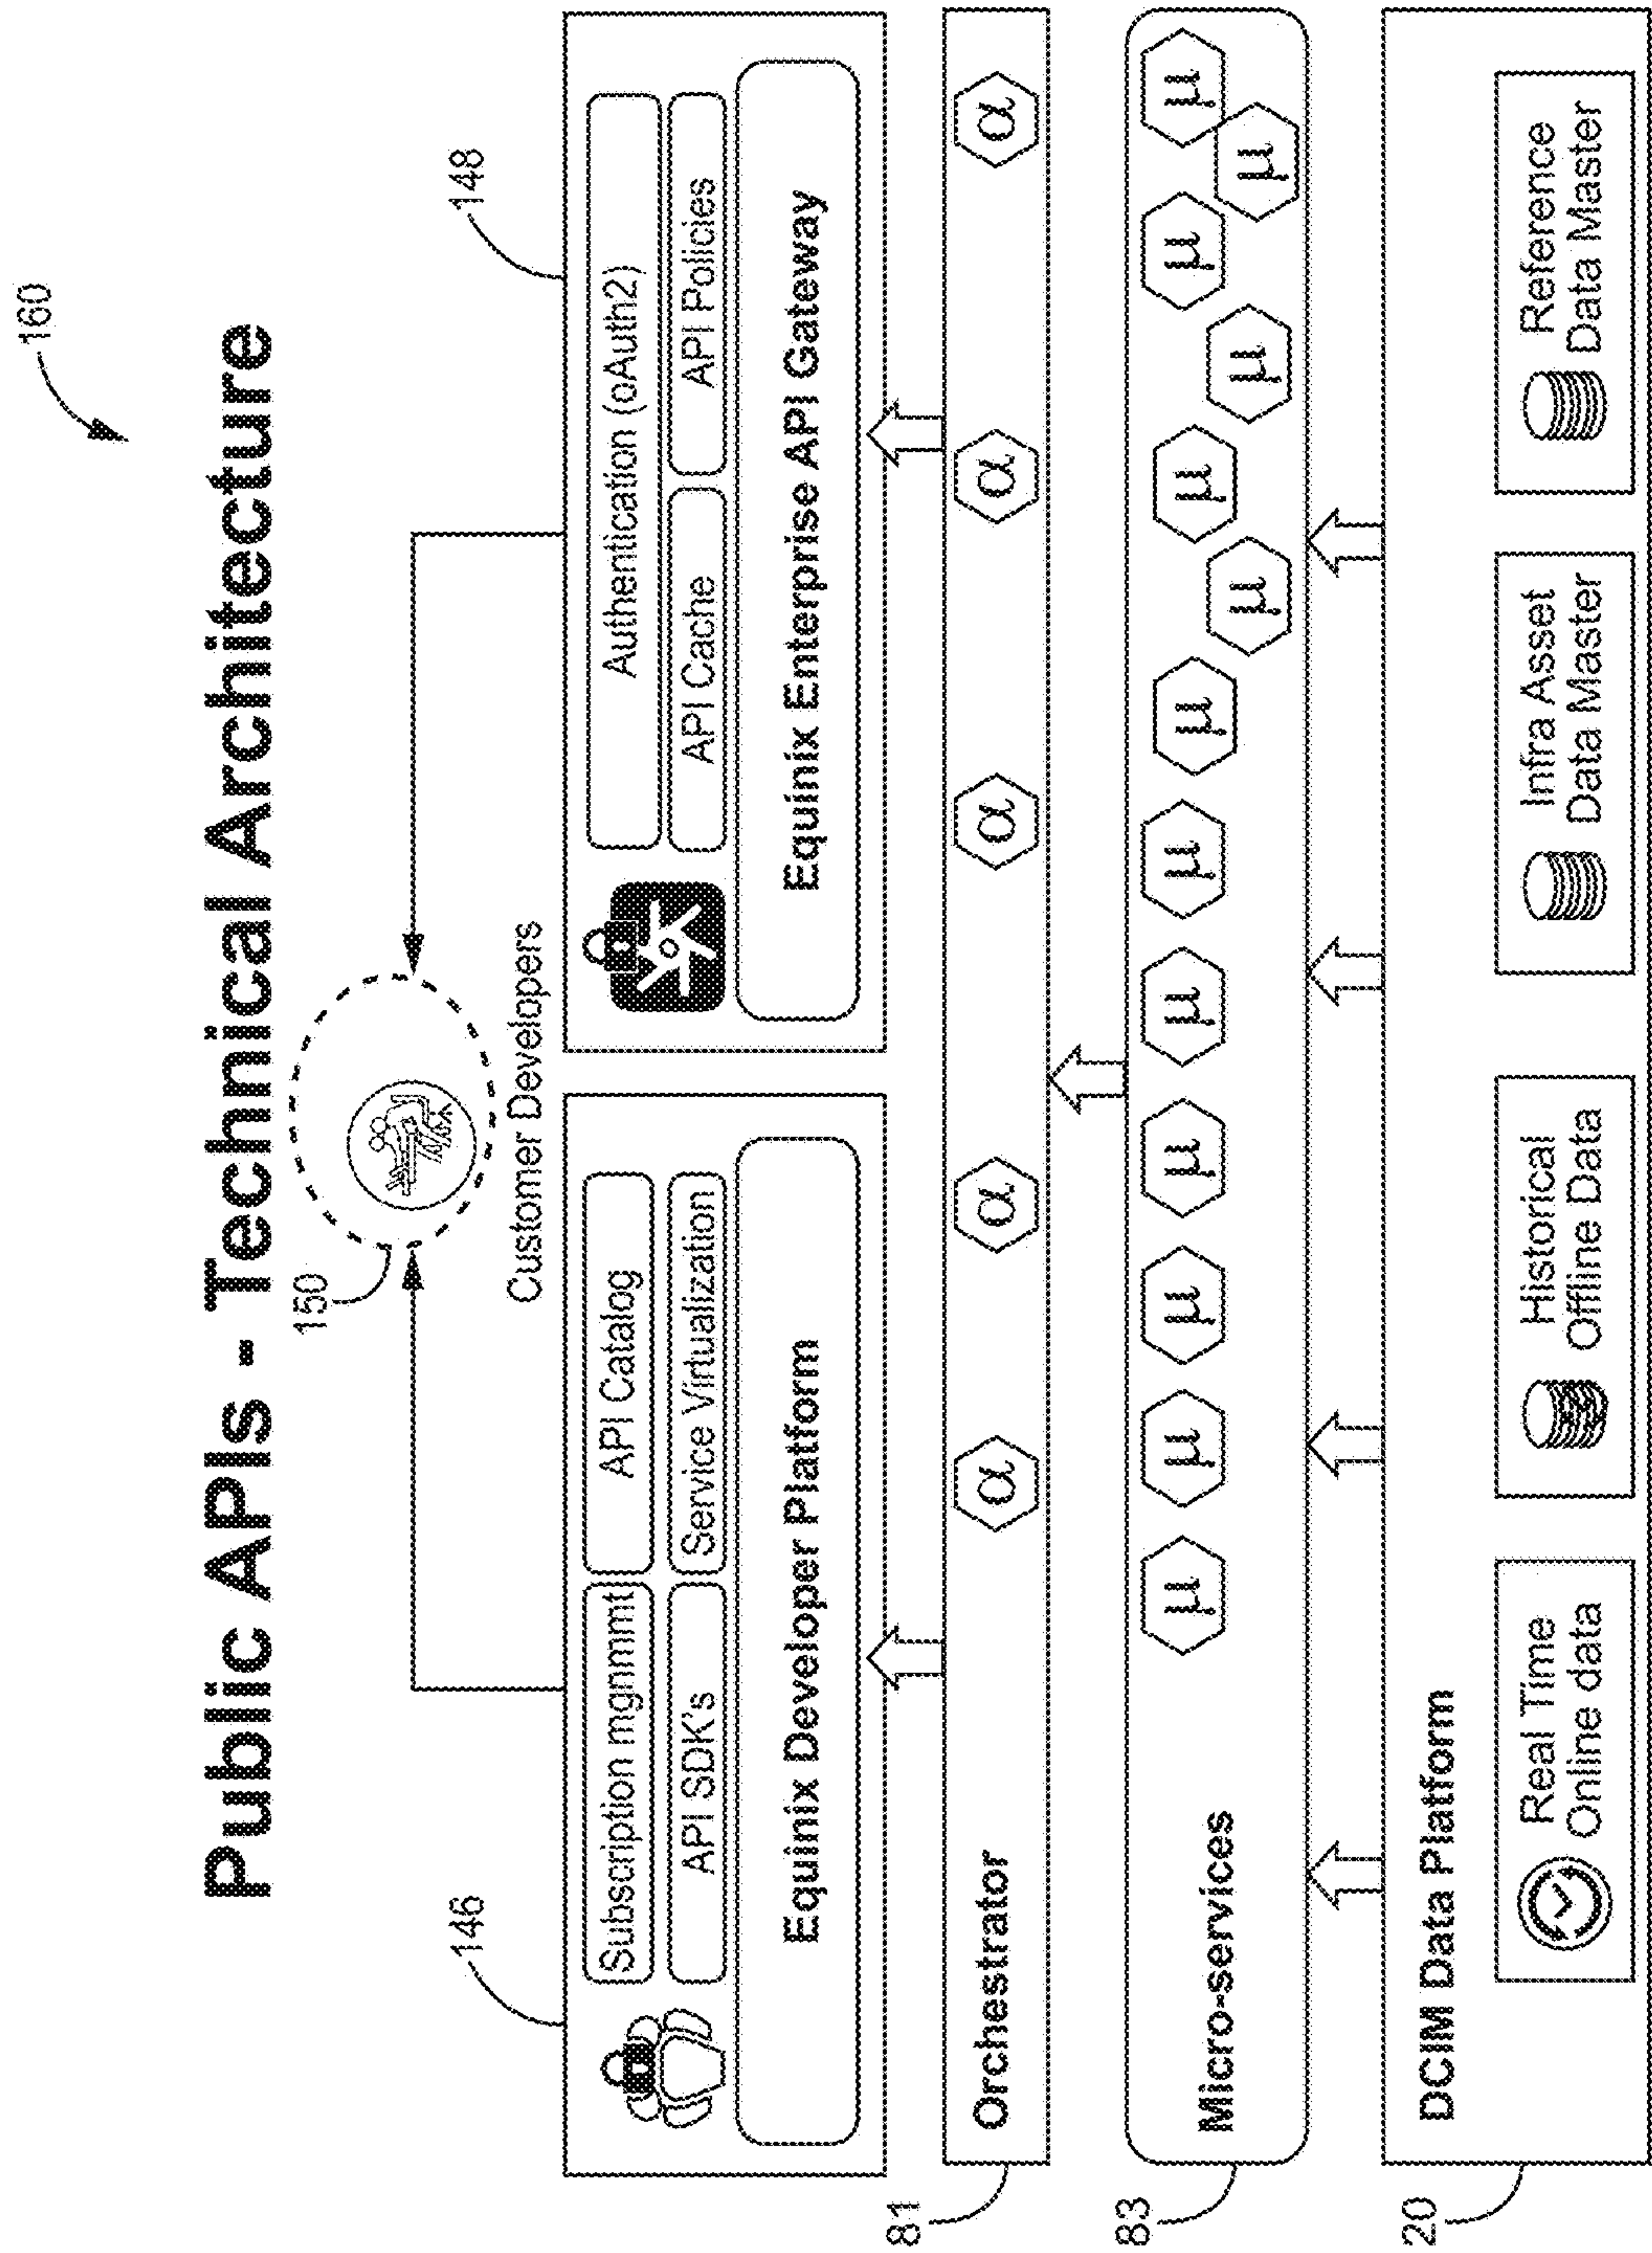 160
Public APIs - Technical Architecture
150
Customer Developers
146
Subscription mgnmmt
API Catalog
API SDK's
Service Virtualization
Equinix Developer Platform
148
Authentication (oAuth2)
API Cache
API Policies
Equinix Enterprise API Gateway
81
Orchestrator
α α α α α
83
Micro-services
μ μ μ μ μ μ μ μ μ μ μ μ μ μ
20
DCIM Data Platform
Real Time
Online data
Historical
Offline Data
Infra Asset
Data Master
Reference
Data Master